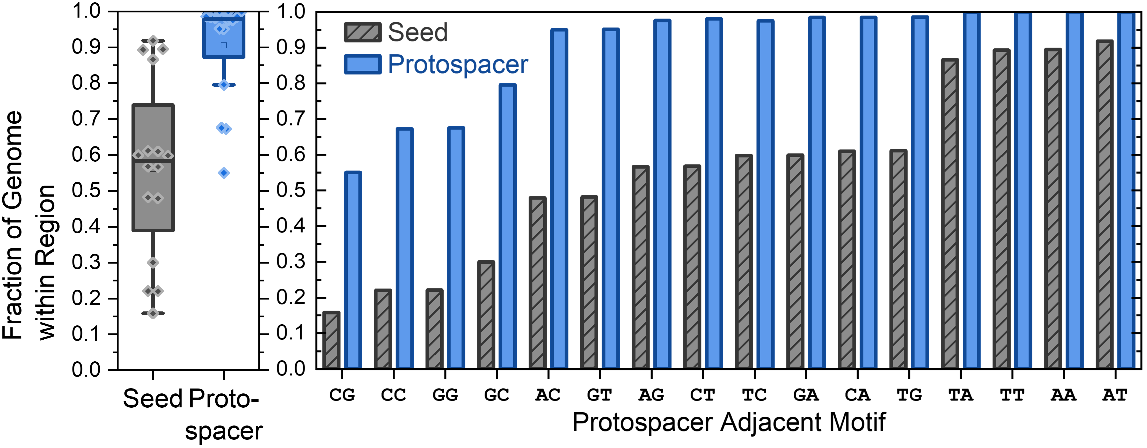 Fraction of Genome
within Region
1.0
0.9
0.8
0.7
0.6
0.5
0.4
0.3
0.2
0.1
0.0
Seed Proto-
spacer
1.0
0.9
0.8
0.7
0.6
0.5
0.4
0.3
0.2
0.1
0.0
Seed
Protospacer
CG CC GG GC AC GT AG CT TC GA CA TG TA TT AA AT
Protospacer Adjacent Motif